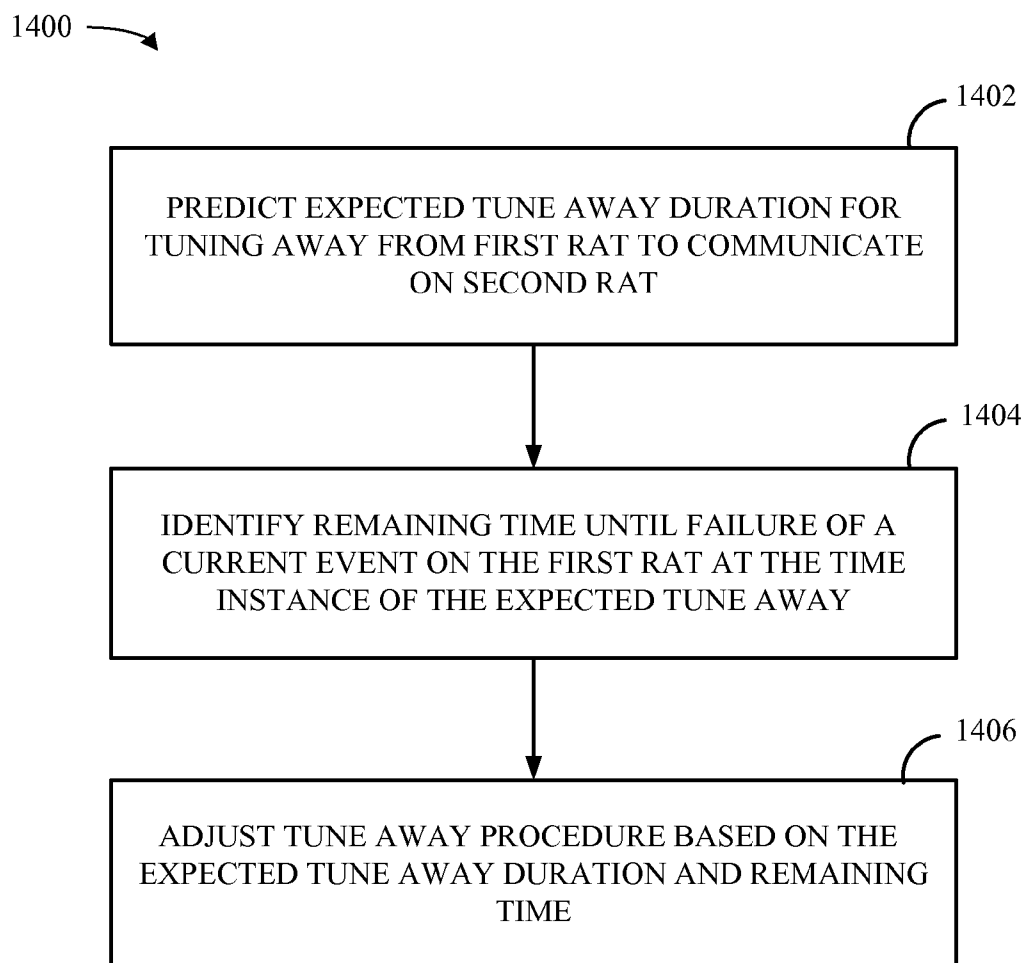 1400
1402
PREDICT EXPECTED TUNE AWAY DURATION FOR
TUNING AWAY FROM FIRST RAT TO COMMUNICATE
ON SECOND RAT
1404
IDENTIFY REMAINING TIME UNTIL FAILURE OF A
CURRENT EVENT ON THE FIRST RAT AT THE TIME
INSTANCE OF THE EXPECTED TUNE AWAY
1406
ADJUST TUNE AWAY PROCEDURE BASED ON THE
EXPECTED TUNE AWAY DURATION AND REMAINING
TIME